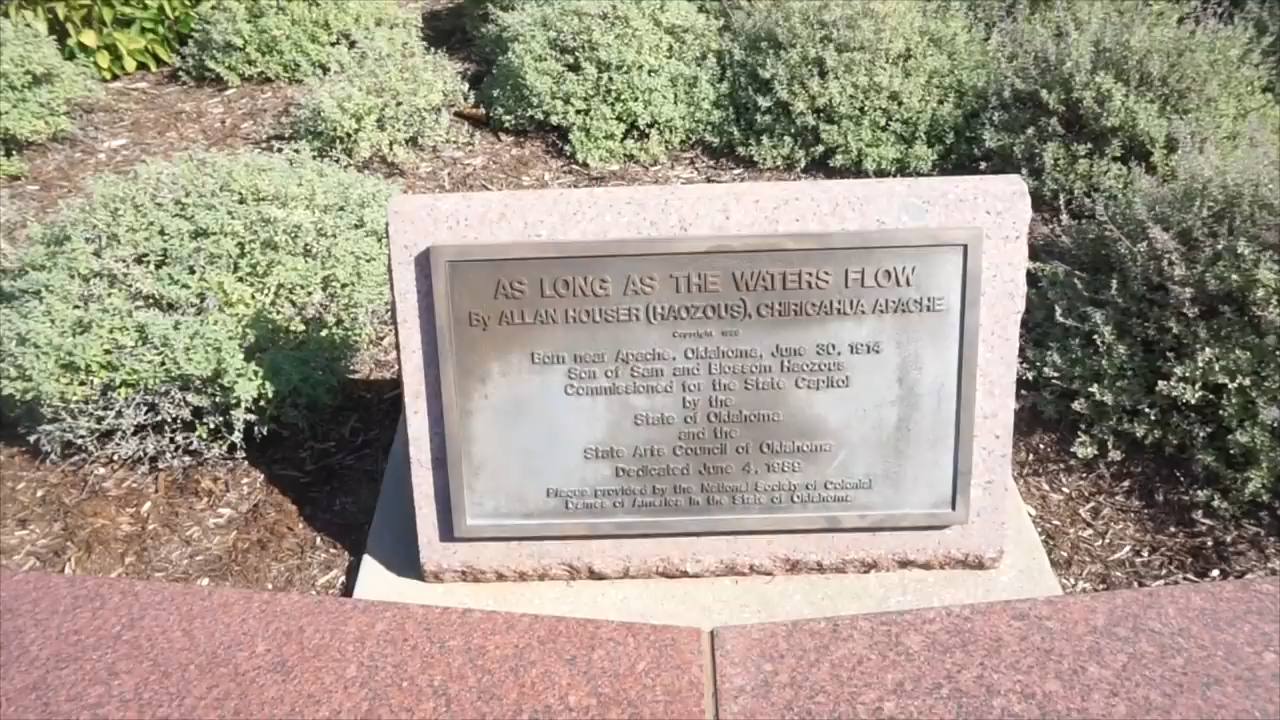 AS LONG AS THE WATERS FLOW
By ALLAN HOUSER (HAOZOUS), CHIRICAHUA APACHE
Copyright
Born near Apache, Oklahoma, June 30, 1914
Son of Sam and Blossom Haozous
Commissioned for the State Capitol
by the
State of Oklahoma
and the
State Arts Council of Oklahoma
Dedicated June 4, 1989
Plaque provided by the National Society of Colonial
Dames of America in the State of Oklahoma